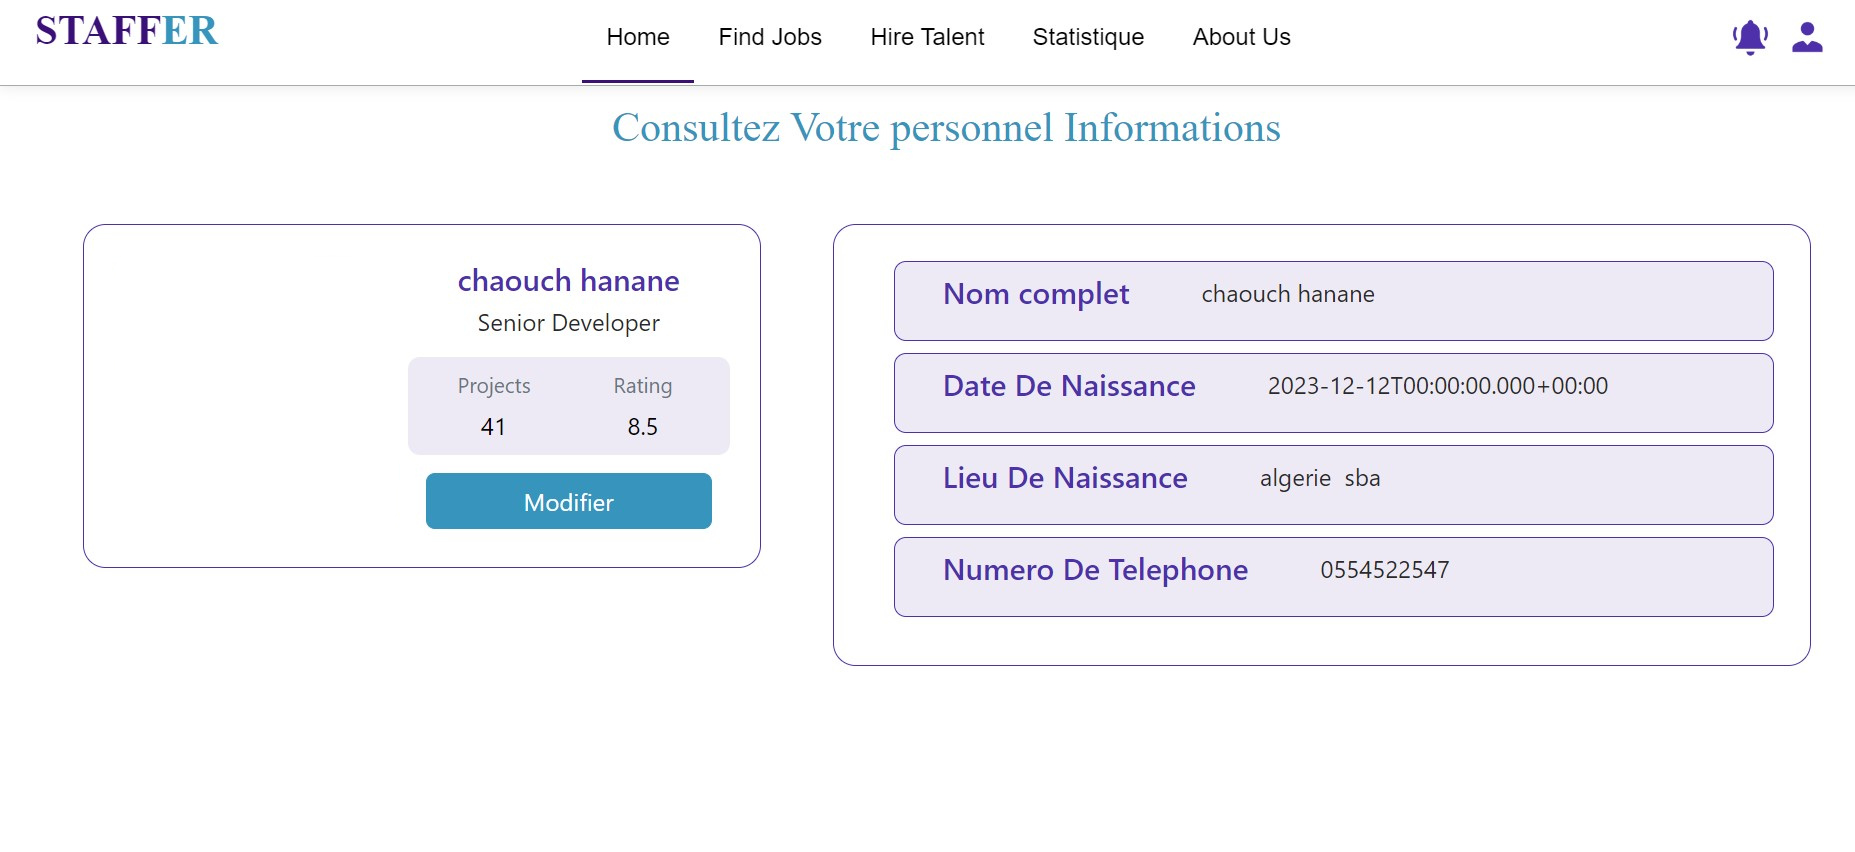 STAFFER
Home Find Jobs Hire Talent Statistique About Us
Consultez Votre personnel Informations
chaouch hanane
Senior Developer
Projects Rating
41 8.5
Modifier
Nom complet chaouch hanane
Date De Naissance 2023-12-12T00:00:00.000+00:00
Lieu De Naissance algerie sba
Numero De Telephone 0554522547